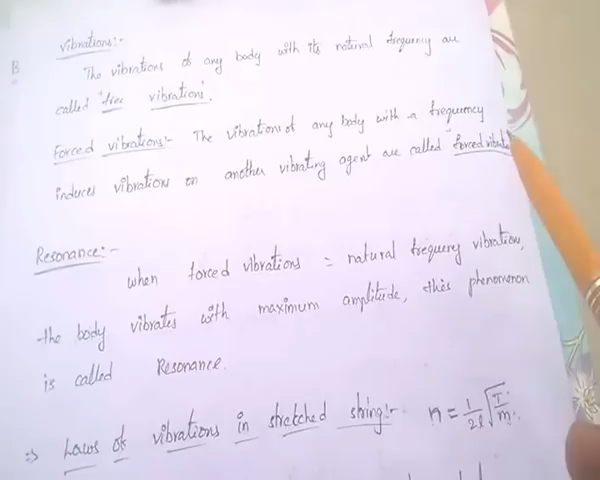 Vibrations:-
B
The vibrations of any body with its natural frequency are
called "free vibrations".
Forced vibrations:- The vibrations of any body with a frequency
induces vibration on another vibrating agent are called "forced vibrati
Resonance:-
When forced vibrations = natural frequency vibration,
the body vibrates with maximum amplitude, this phenomenon
is called Resonance.
⇒ Laws of vibrations in stretched string:- n = 1/2l √T/m.